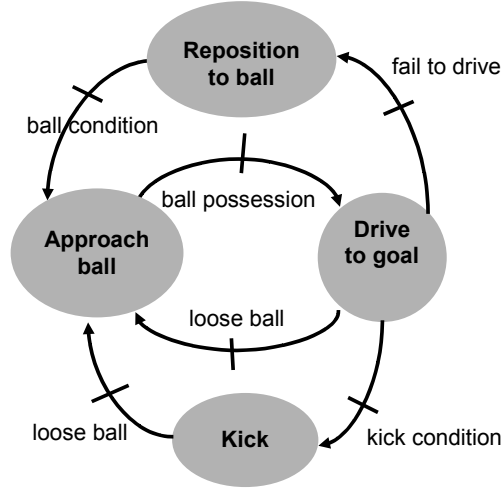 Reposition
to ball
fail to drive
ball condition
ball possession
Approach
ball
Drive
to goal
loose ball
loose ball
Kick
kick condition